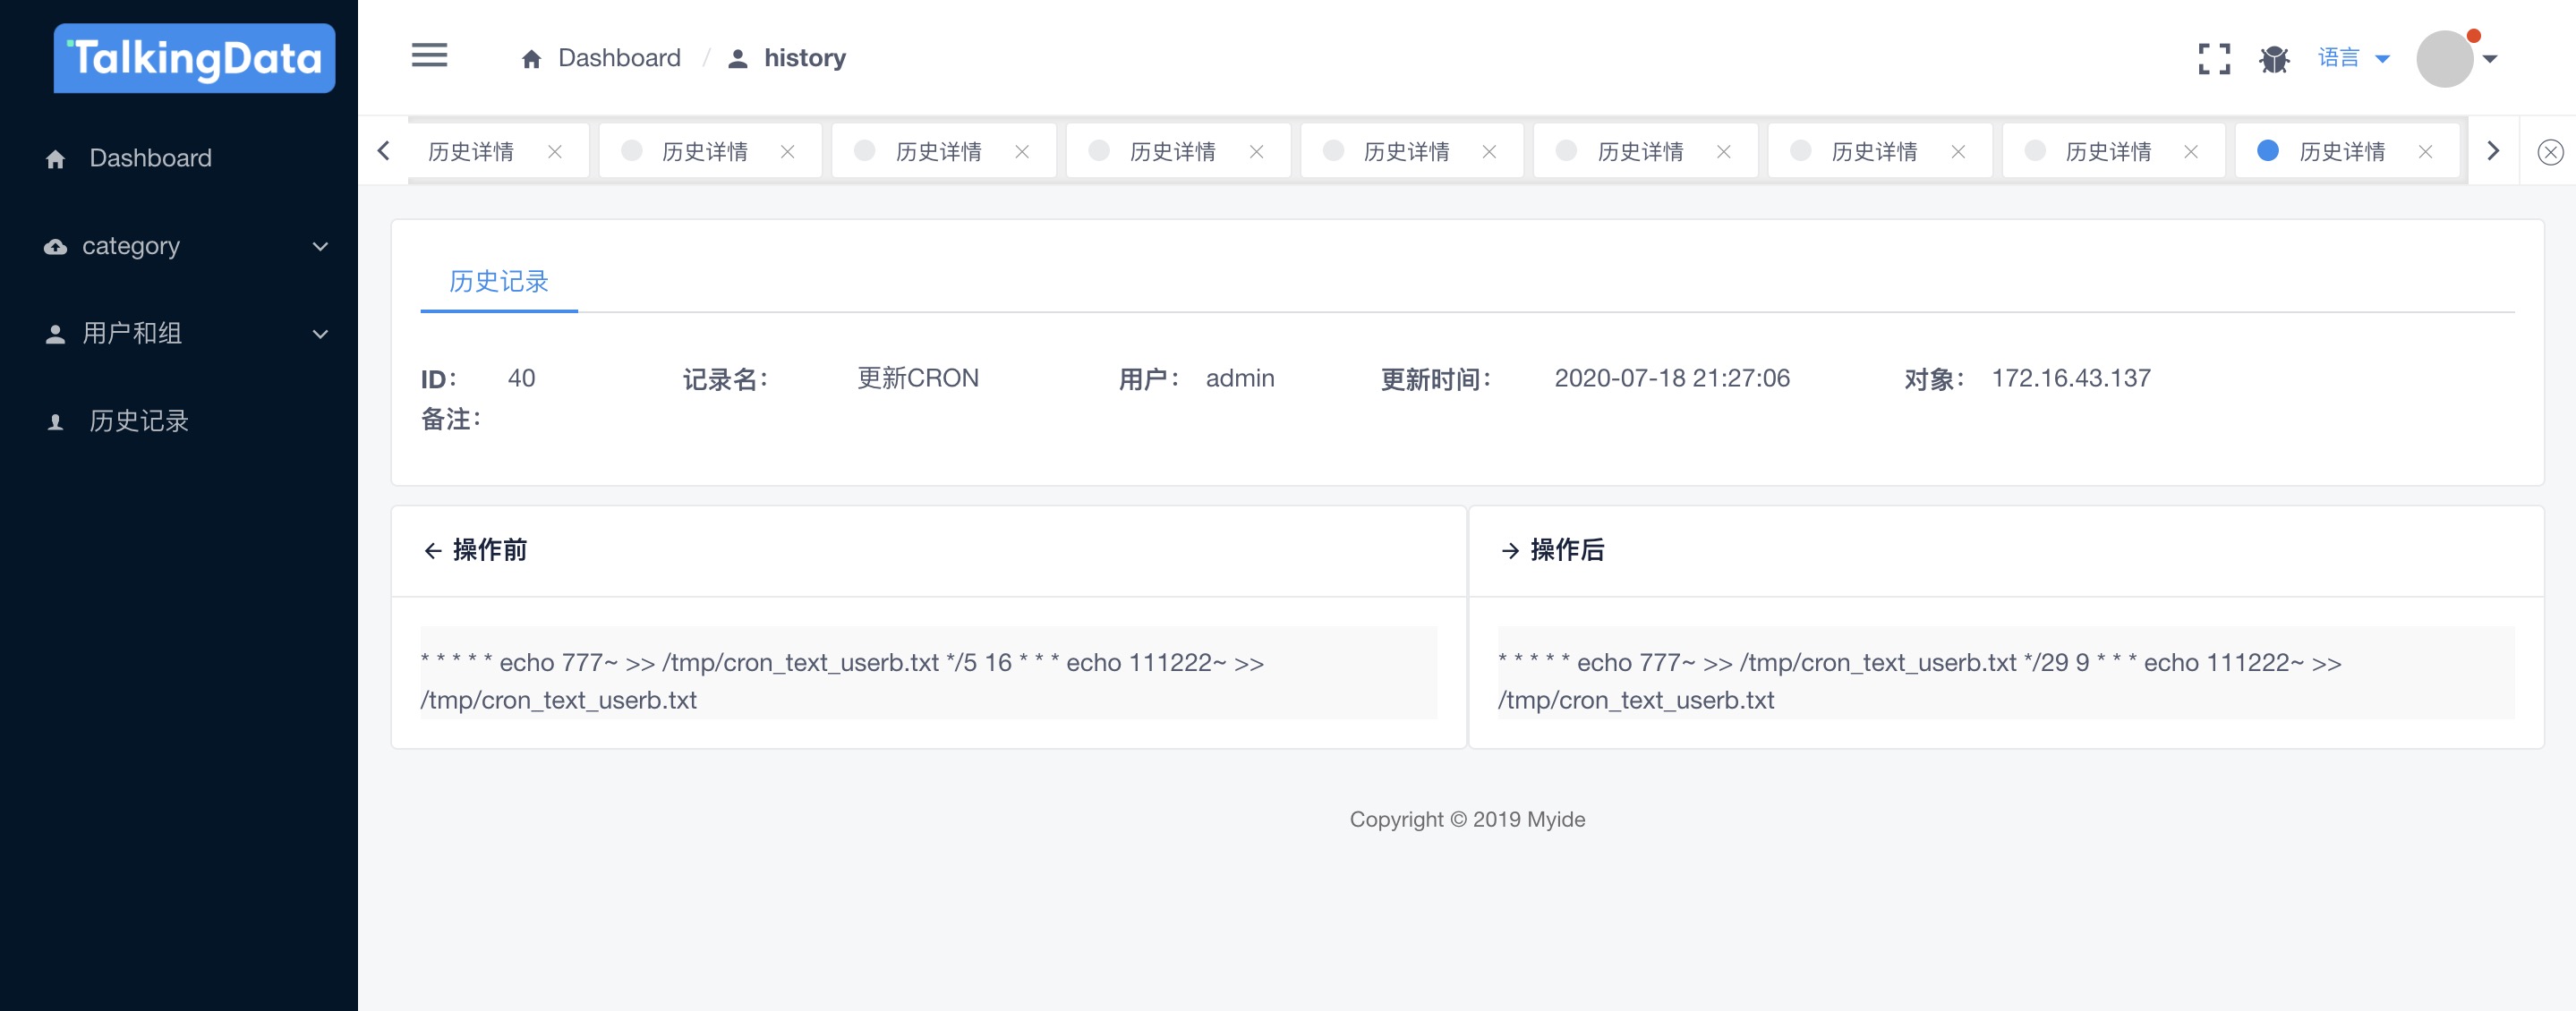 TalkingData
Dashboard
category
用户和组
历史记录
Dashboard / history
语言
历史详情 历史详情 历史详情 历史详情 历史详情 历史详情 历史详情 历史详情 历史详情
历史记录
ID： 40 记录名： 更新CRON 用户： admin 更新时间： 2020-07-18 21:27:06 对象： 172.16.43.137
备注：
操作前
* * * * * echo 777~ >> /tmp/cron_text_userb.txt */5 16 * * * echo 111222~ >>
/tmp/cron_text_userb.txt
操作后
* * * * * echo 777~ >> /tmp/cron_text_userb.txt */29 9 * * * echo 111222~ >>
/tmp/cron_text_userb.txt
Copyright © 2019 Myide